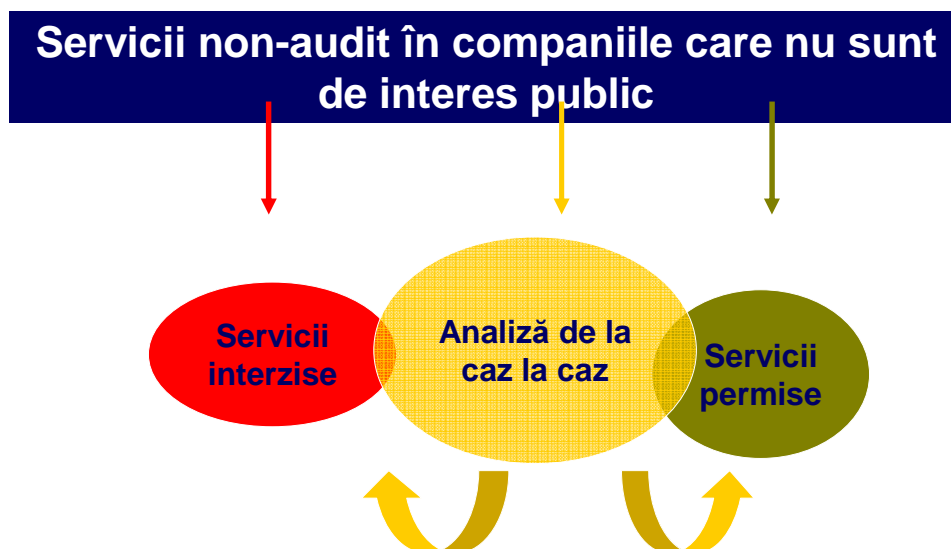 Servicii non-audit în companiile care nu sunt
de interes public
Servicii
interzise
Analiză de la
caz la caz
Servicii
permise